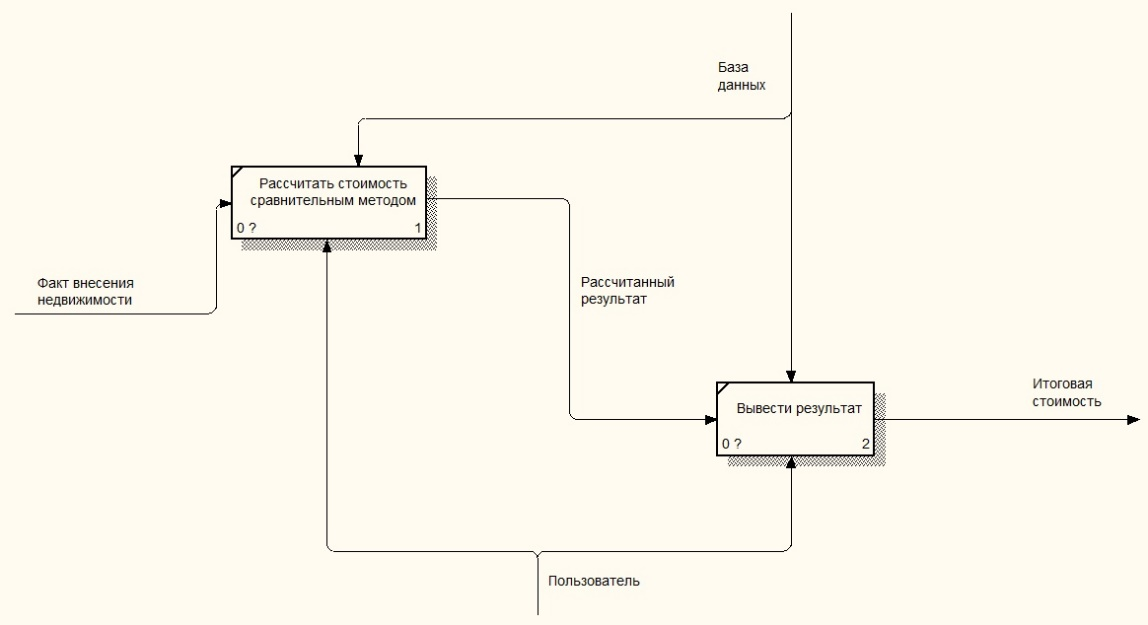 База
данных
Рассчитать стоимость
сравнительным методом
0 ?
1
Факт внесения
недвижимости
Рассчитанный
результат
Итоговая
стоимость
Вывести результат
0 ?
2
Пользователь